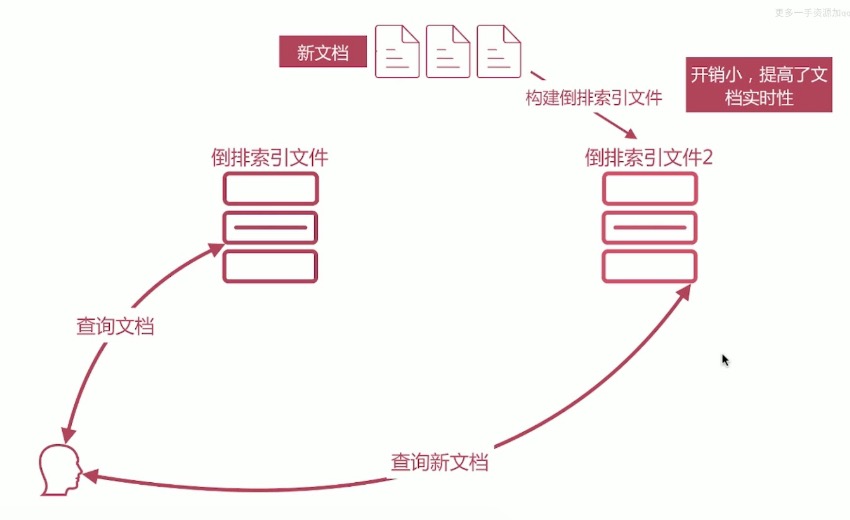 更多一手资源加
新文档
开销小，提高了文
档实时性
构建倒排索引文件
倒排索引文件
倒排索引文件2
查询文档
查询新文档